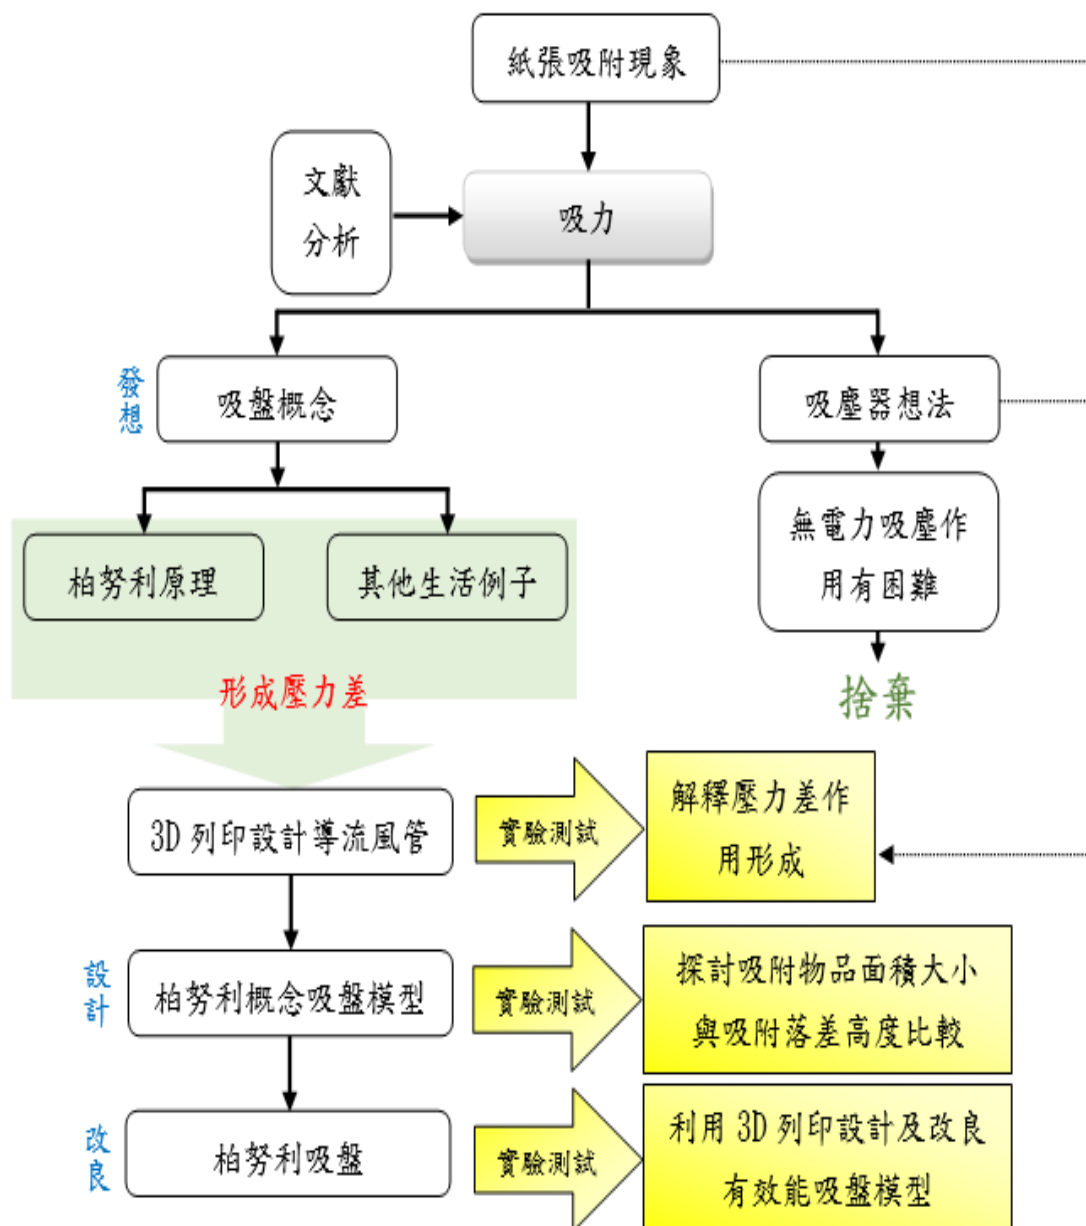 紙張吸附現象
文獻
分析
吸力
發想
吸盤概念
吸塵器想法
柏努利原理
其他生活例子
無電力吸塵作
用有困難
形成壓力差
捨棄
3D 列印設計導流風管
實驗測試
解釋壓力差作
用形成
設計
柏努利概念吸盤模型
實驗測試
探討吸附物品面積大小
與吸附落差高度比較
改良
柏努利吸盤
實驗測試
利用 3D 列印設計及改良
有效能吸盤模型